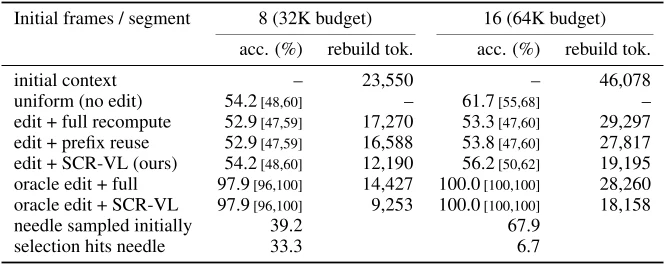 Initial frames / segment 8 (32K budget) 16 (64K budget)
acc. (%) rebuild tok. acc. (%) rebuild tok.
initial context – 23,550 – 46,078
uniform (no edit) 54.2 [48,60] – 61.7 [55,68] –
edit + full recompute 52.9 [47,59] 17,270 53.3 [47,60] 29,297
edit + prefix reuse 52.9 [47,59] 16,588 53.8 [47,60] 27,817
edit + SCR-VL (ours) 54.2 [48,60] 12,190 56.2 [50,62] 19,195
oracle edit + full 97.9 [96,100] 14,427 100.0 [100,100] 28,260
oracle edit + SCR-VL 97.9 [96,100] 9,253 100.0 [100,100] 18,158
needle sampled initially 39.2 67.9
selection hits needle 33.3 6.7